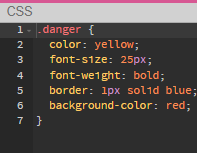 CSS
1 .danger {
2 color: yellow;
3 font-size: 25px;
4 font-weight: bold;
5 border: 1px solid blue;
6 background-color: red;
7 }